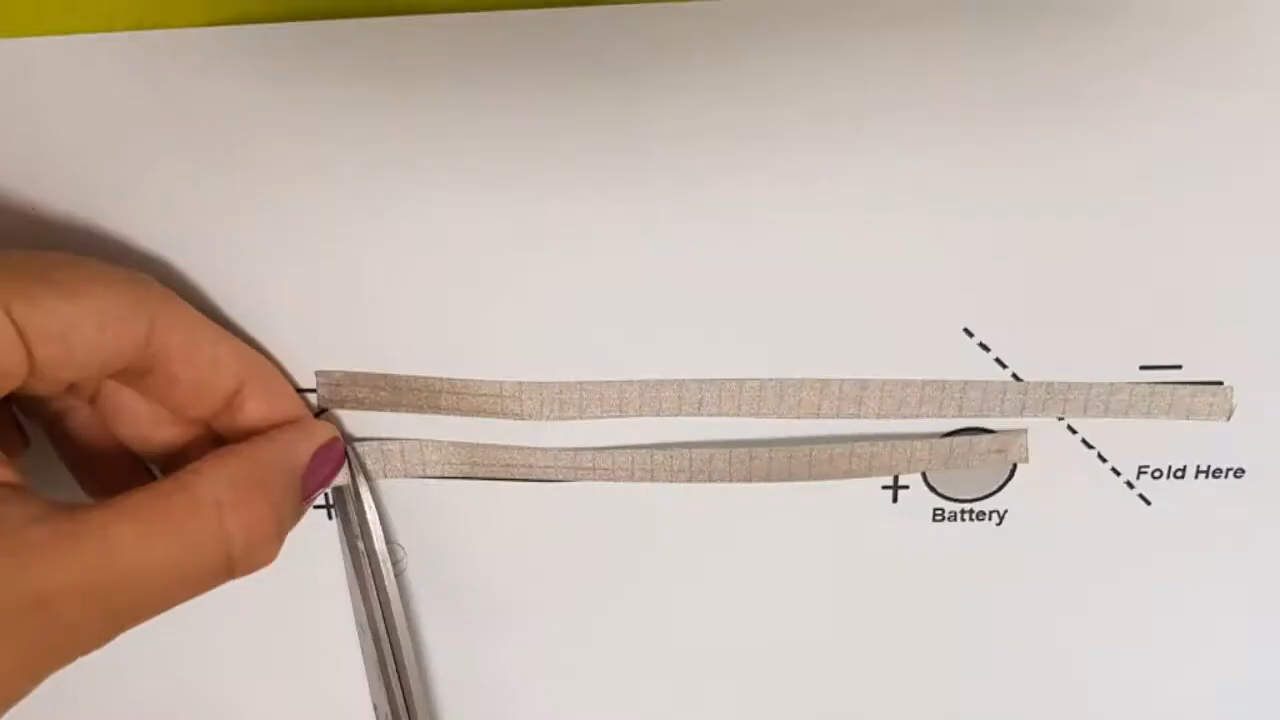 −
Fold Here
+
Battery
+